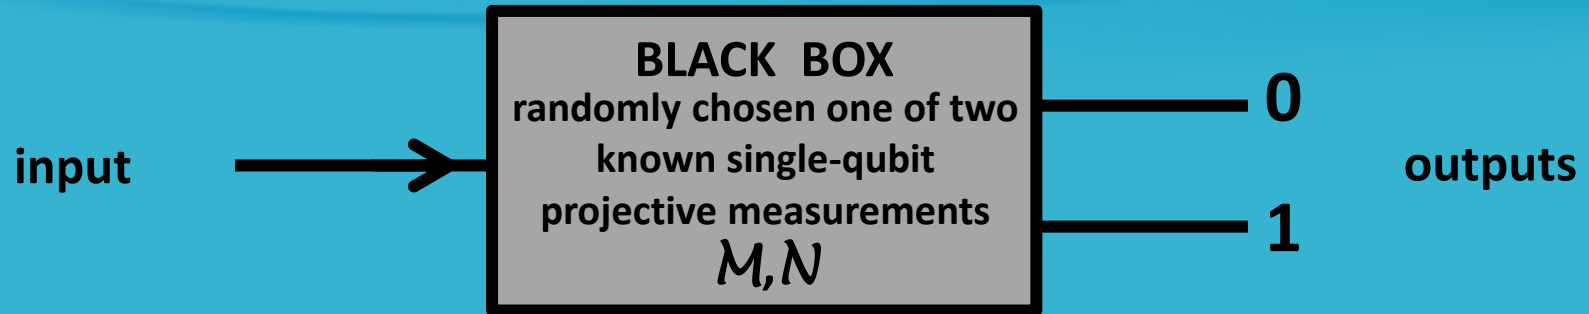 BLACK BOX
randomly chosen one of two
known single-qubit
projective measurements
M,N
input
0
1
outputs